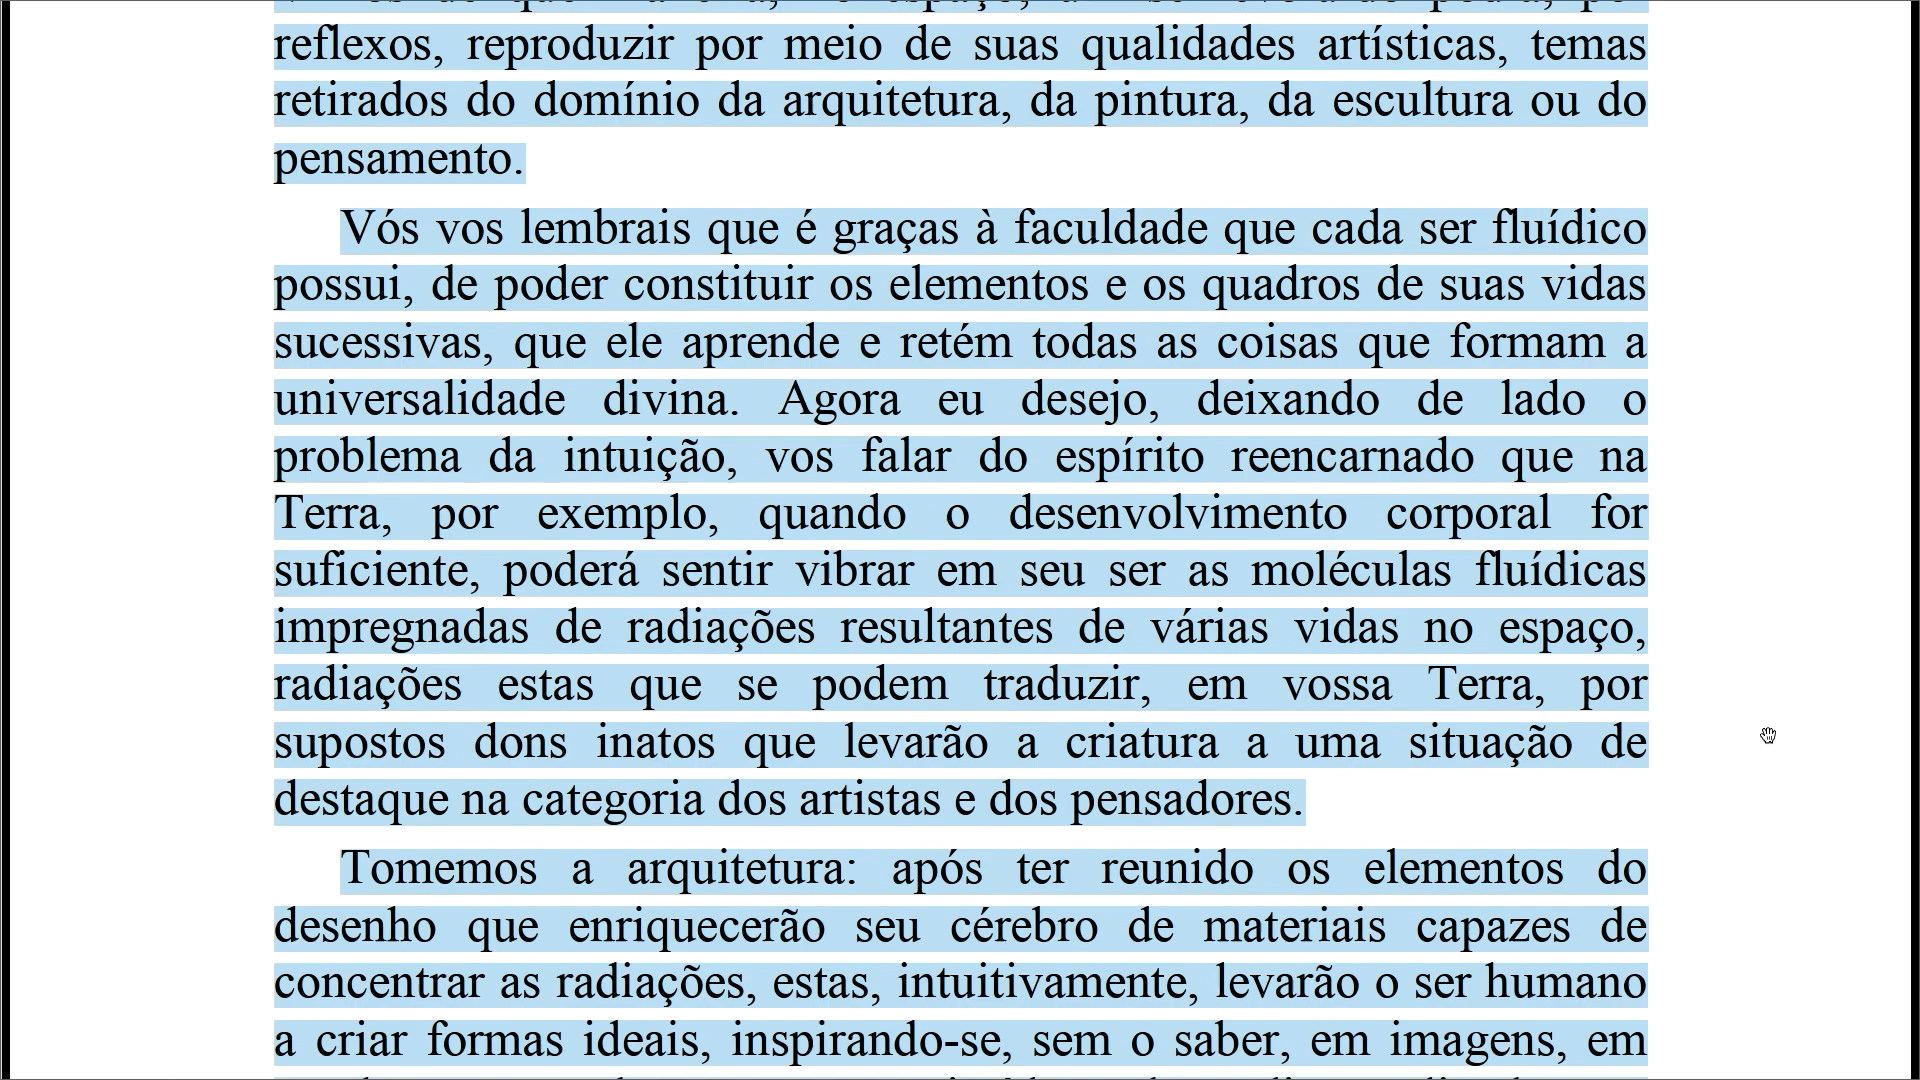 reflexos, reproduzir por meio de suas qualidades artísticas, temas
retirados do domínio da arquitetura, da pintura, da escultura ou do
pensamento.
Vós vos lembrais que é graças à faculdade que cada ser fluídico
possui, de poder constituir os elementos e os quadros de suas vidas
sucessivas, que ele aprende e retém todas as coisas que formam a
universalidade divina. Agora eu desejo, deixando de lado o
problema da intuição, vos falar do espírito reencarnado que na
Terra, por exemplo, quando o desenvolvimento corporal for
suficiente, poderá sentir vibrar em seu ser as moléculas fluídicas
impregnadas de radiações resultantes de várias vidas no espaço,
radiações estas que se podem traduzir, em vossa Terra, por
supostos dons inatos que levarão a criatura a uma situação de
destaque na categoria dos artistas e dos pensadores.
Tomemos a arquitetura: após ter reunido os elementos do
desenho que enriquecerão seu cérebro de materiais capazes de
concentrar as radiações, estas, intuitivamente, levarão o ser humano
a criar formas ideais, inspirando-se, sem o saber, em imagens, em